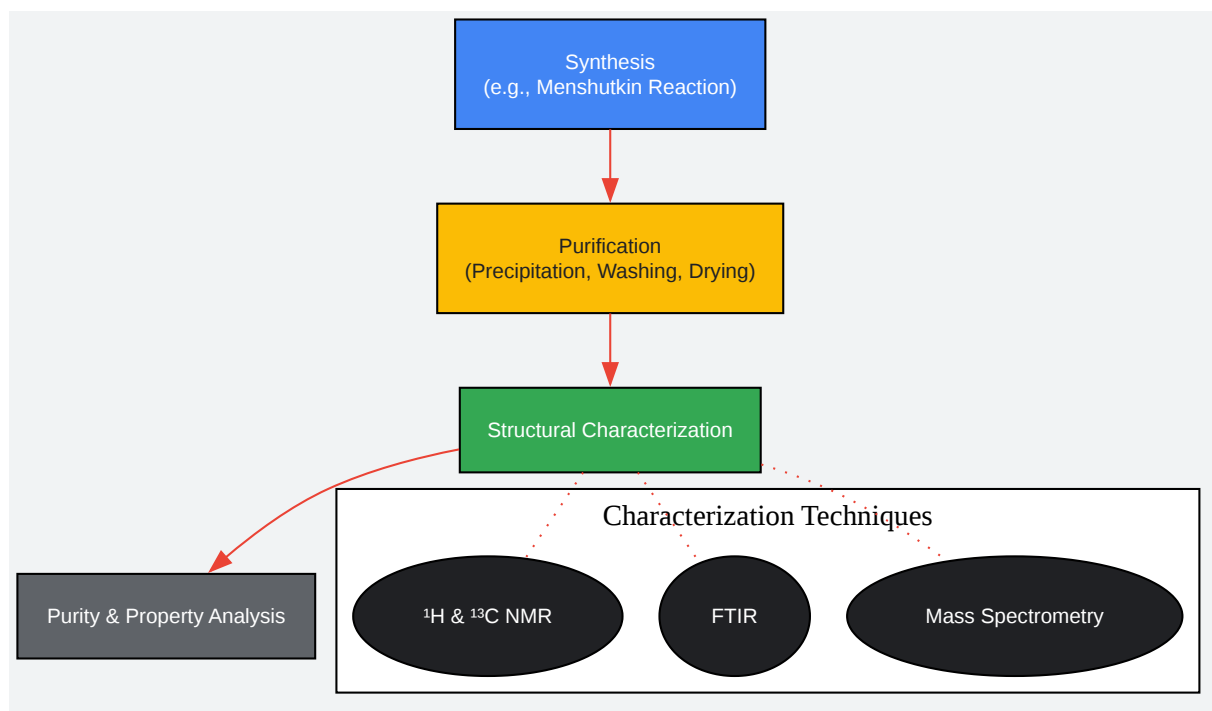 Synthesis
(e.g., Menshutkin Reaction)
Purification
(Precipitation, Washing, Drying)
Structural Characterization
Characterization Techniques
Purity & Property Analysis
¹H & ¹³C NMR
FTIR
Mass Spectrometry